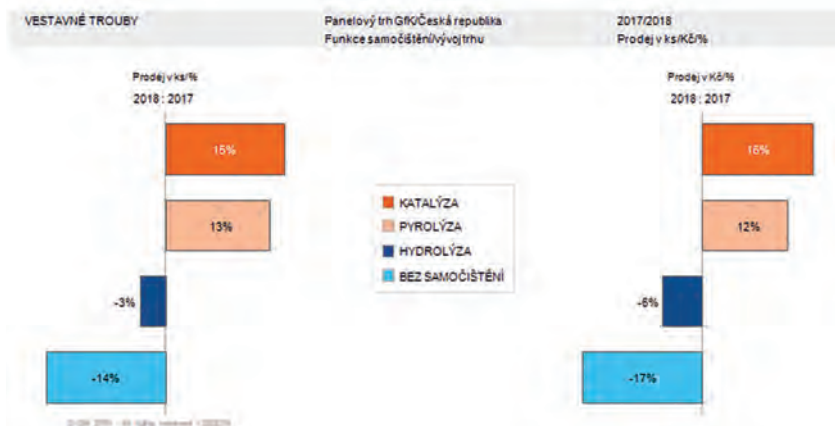 VESTAVNÉ TROUBY
Panelový trh GfK/Česká republika
2017/2018
Funkce samočištění/vývoj trhu
Prodej v ks/Kč/%
Prodej v ks/%
2018 : 2017
Prodej v Kč/%
2018 : 2017
15%
16%
13%
12%
KATALÝZA
PYROLÝZA
HYDROLÝZA
BEZ SAMOČIŠTĚNÍ
-3%
-6%
-14%
-17%